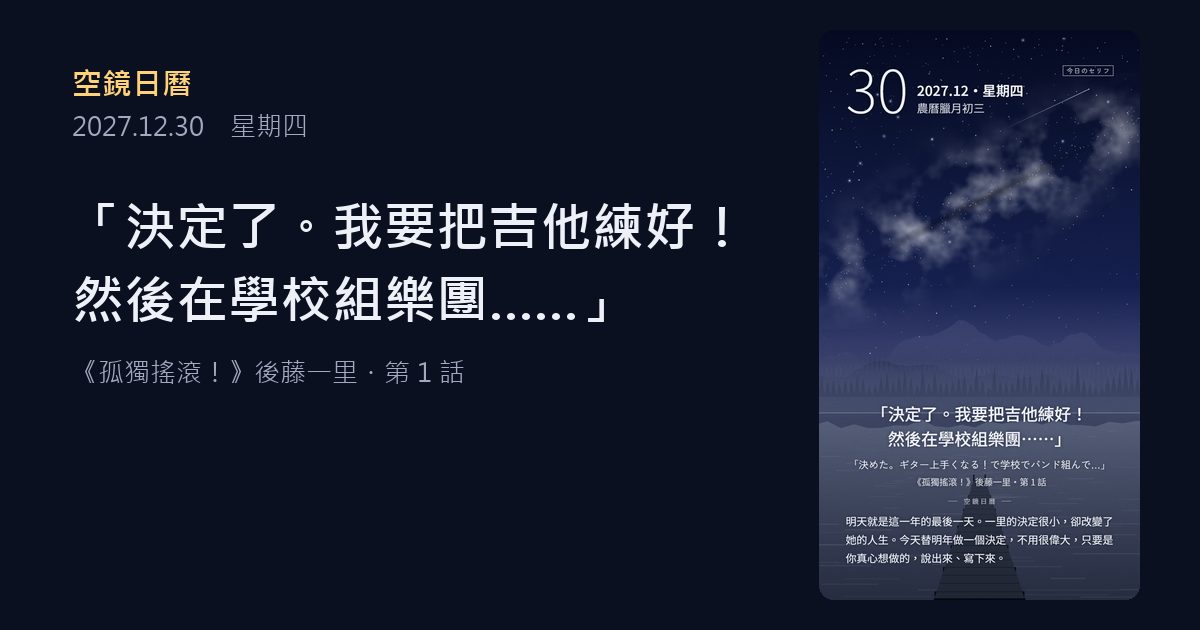 空鏡日曆
2027.12.30 星期四
「決定了。我要把吉他練好！
然後在學校組樂團……」
《孤獨搖滾！》後藤一里・第 1 話
今日のセリフ
30
2027.12・星期四
農曆臘月初三
「決定了。我要把吉他練好！
然後在學校組樂團……」
「決めた。ギター上手くなる！で学校でバンド組んで…」
《孤獨搖滾！》後藤一里・第 1 話
— 空鏡日曆 —
明天就是這一年的最後一天。一里的決定很小，卻改變了
她的人生。今天替明年做一個決定，不用很偉大，只要是
你真心想做的，說出來、寫下來。